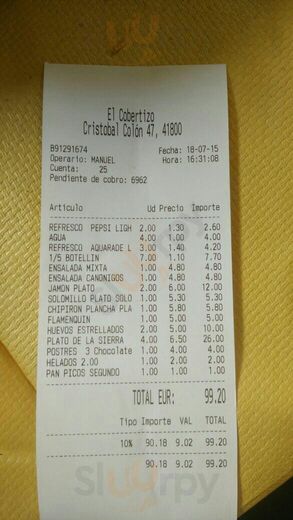 El Cobertizo
Cristobal Colón 47, 41800
B91291674 Fecha: 18-07-15
Operario: MANUEL Hora: 16:31:08
Cuenta: 25
Pendiente de cobro: 6962
Artículo Ud Precio Importe
REFRESCO PEPSI LIGH 2.00 1.30 2.60
AGUA 4.00 1.00 4.00
REFRESCO AQUARADE L 3.00 1.40 4.20
1/5 BOTELLIN 7.00 1.10 7.70
ENSALADA MIXTA 1.00 4.80 4.80
ENSALADA CANONIGOS 1.00 4.80 4.80
JAMON PLATO 2.00 6.00 12.00
SOLOMILLO PLATO SOLO 1.00 5.30 5.30
CHIPIRON PLANCHA PLA 1.00 5.80 5.80
FLAMENQUIN 1.00 5.00 5.00
HUEVOS ESTRELLADOS 2.00 5.00 10.00
PLATO DE LA SIERRA 4.00 6.50 26.00
POSTRES 3 Chocolate 1.00 4.00 4.00
HELADOS 2.00 1.00 2.00 2.00
PAN PICOS SEGUNDO 1.00 1.00 1.00
TOTAL EUR: 99.20
Tipo Importe VAL TOTAL
10% 90.18 9.02 99.20
90.18 9.02 99.20
Sluurpy